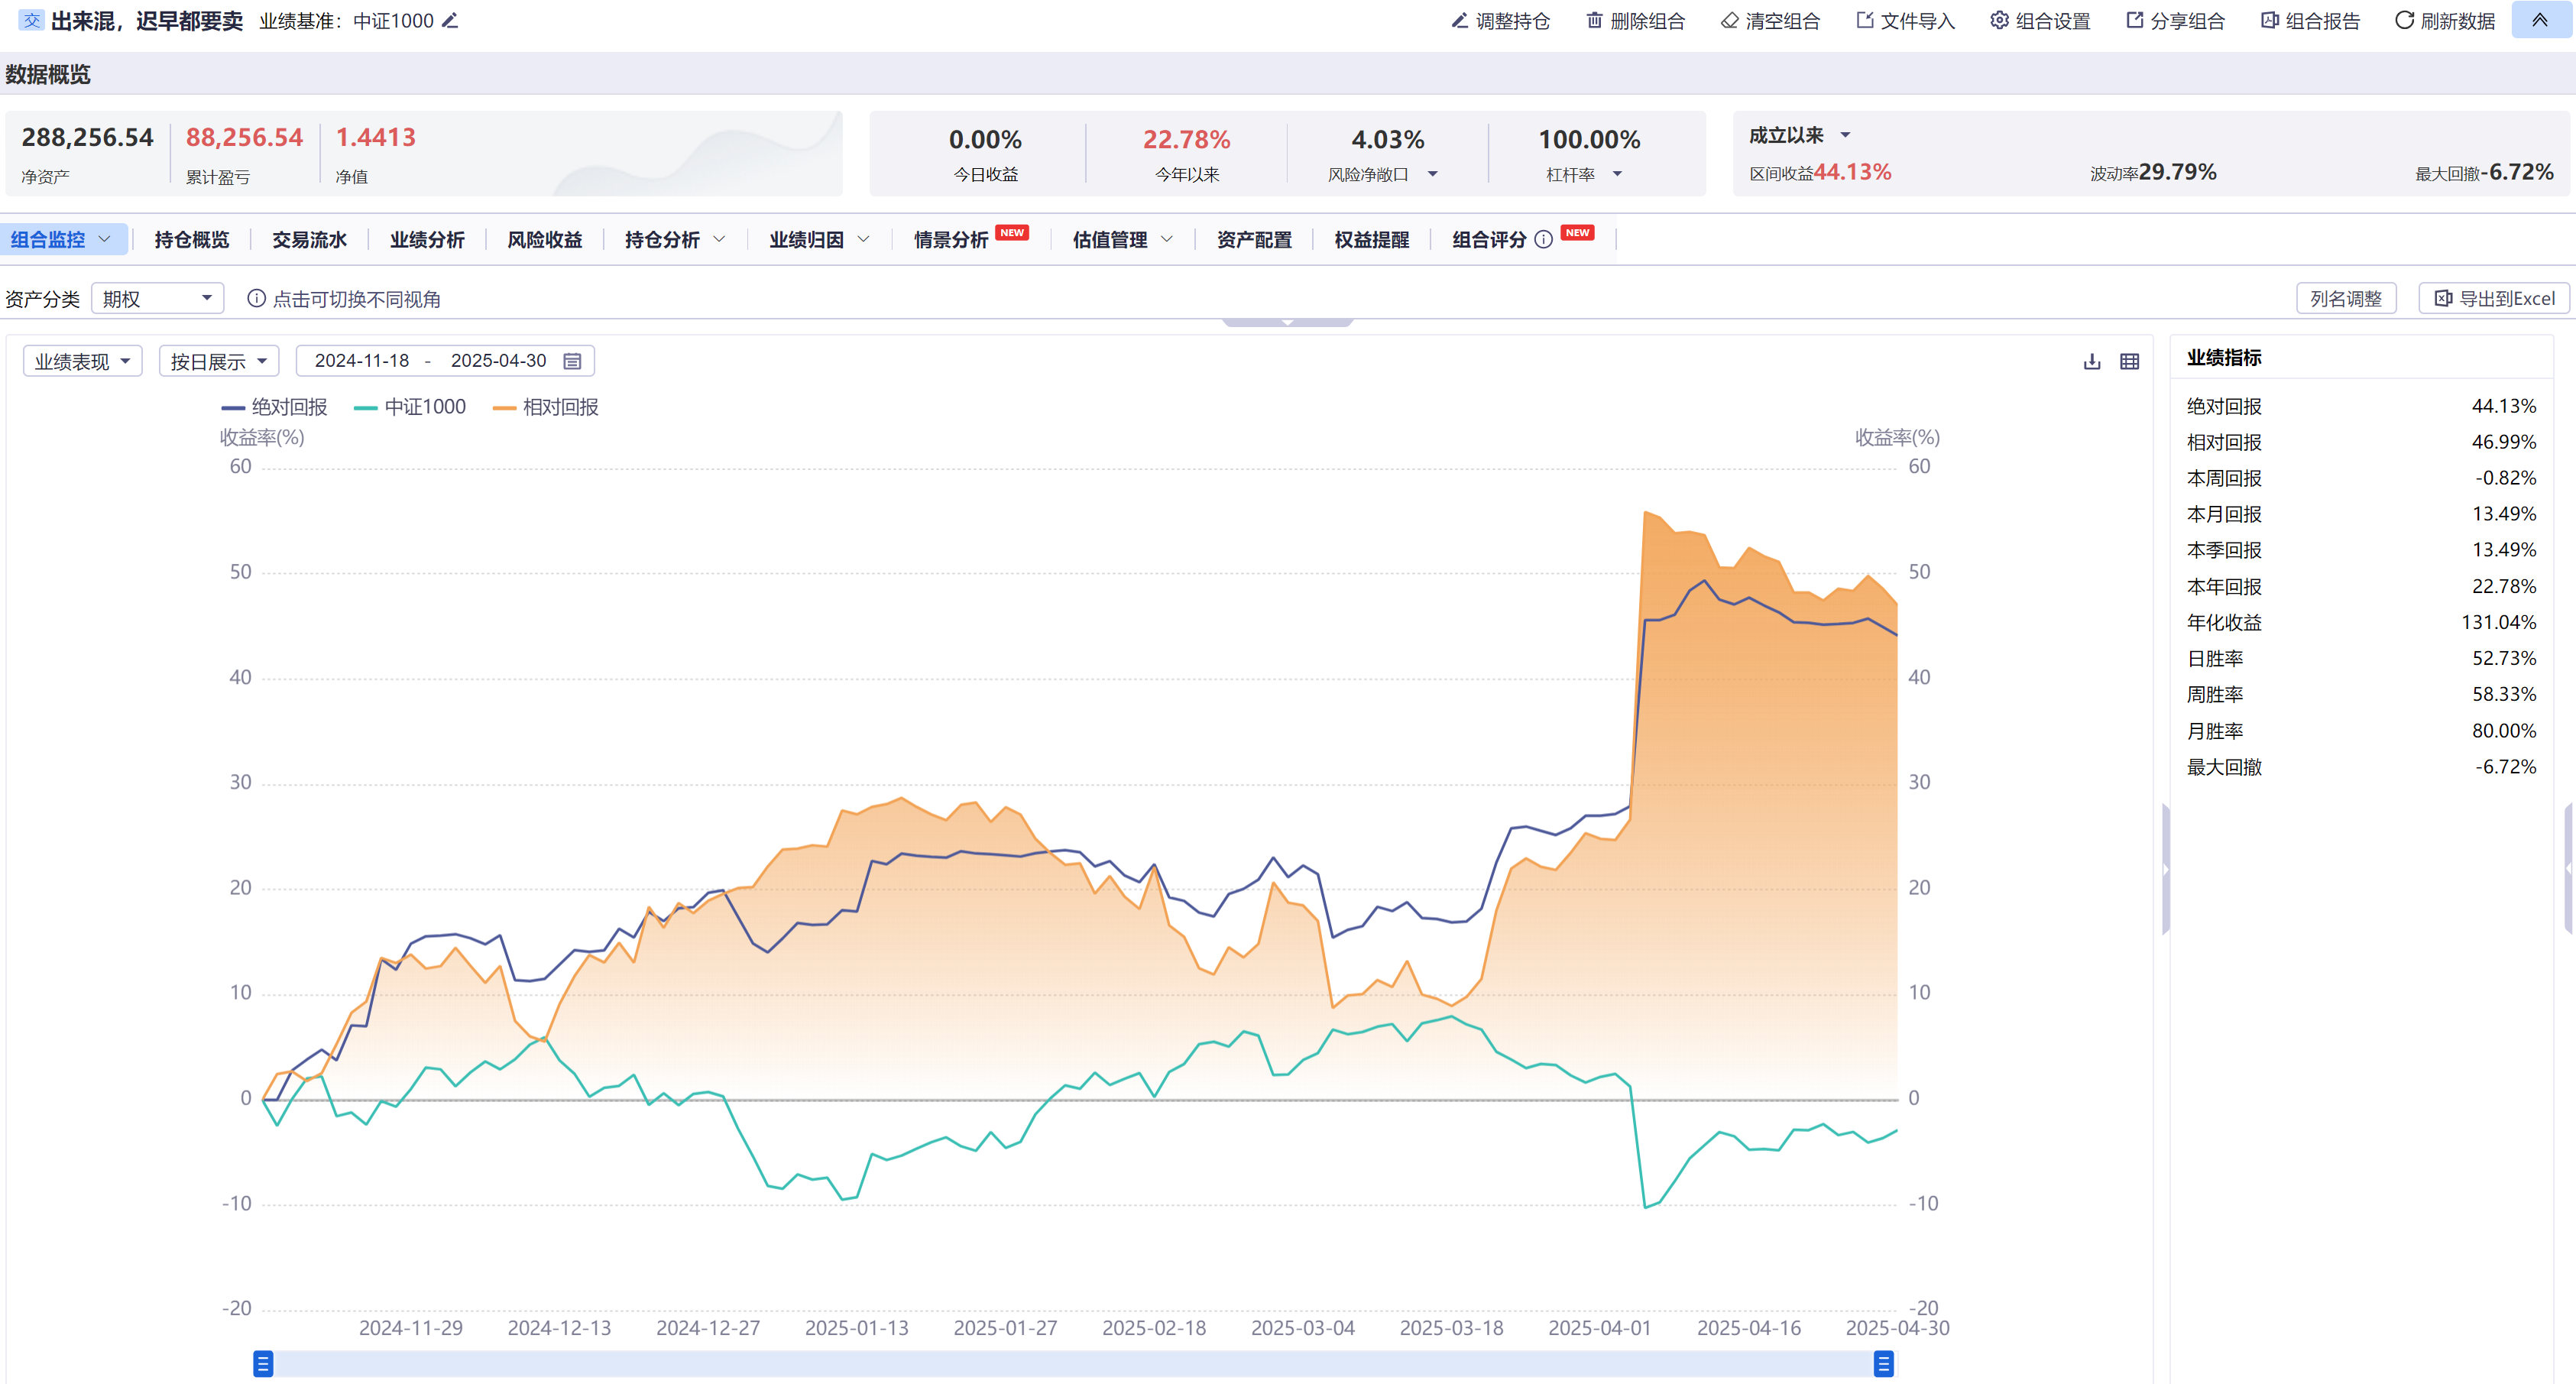 交 出来混，迟早都要卖 业绩基准：中证1000 调整持仓 删除组合 清空组合 文件导入 组合设置 分享组合 组合报告 刷新数据
数据概览
288,256.54 88,256.54 1.4413
净资产 累计盈亏 净值
0.00% 22.78% 4.03% 100.00%
今日收益 今年以来 风险净敞口 杠杆率
成立以来
区间收益44.13% 波动率29.79% 最大回撤-6.72%
组合监控 持仓概览 交易流水 业绩分析 风险收益 持仓分析 业绩归因 情景分析 NEW 估值管理 资产配置 权益提醒 组合评分 NEW
资产分类 期权 点击可切换不同视角 列名调整 导出到Excel
业绩表现 按日展示 2024-11-18 - 2025-04-30
绝对回报 中证1000 相对回报
收益率(%) 收益率(%)
60 60
50 50
40 40
30 30
20 20
10 10
0 0
-10 -10
-20 -20
2024-11-29 2024-12-13 2024-12-27 2025-01-13 2025-01-27 2025-02-18 2025-03-04 2025-03-18 2025-04-01 2025-04-16 2025-04-30
业绩指标
绝对回报 44.13%
相对回报 46.99%
本周回报 -0.82%
本月回报 13.49%
本季回报 13.49%
本年回报 22.78%
年化收益 131.04%
日胜率 52.73%
周胜率 58.33%
月胜率 80.00%
最大回撤 -6.72%